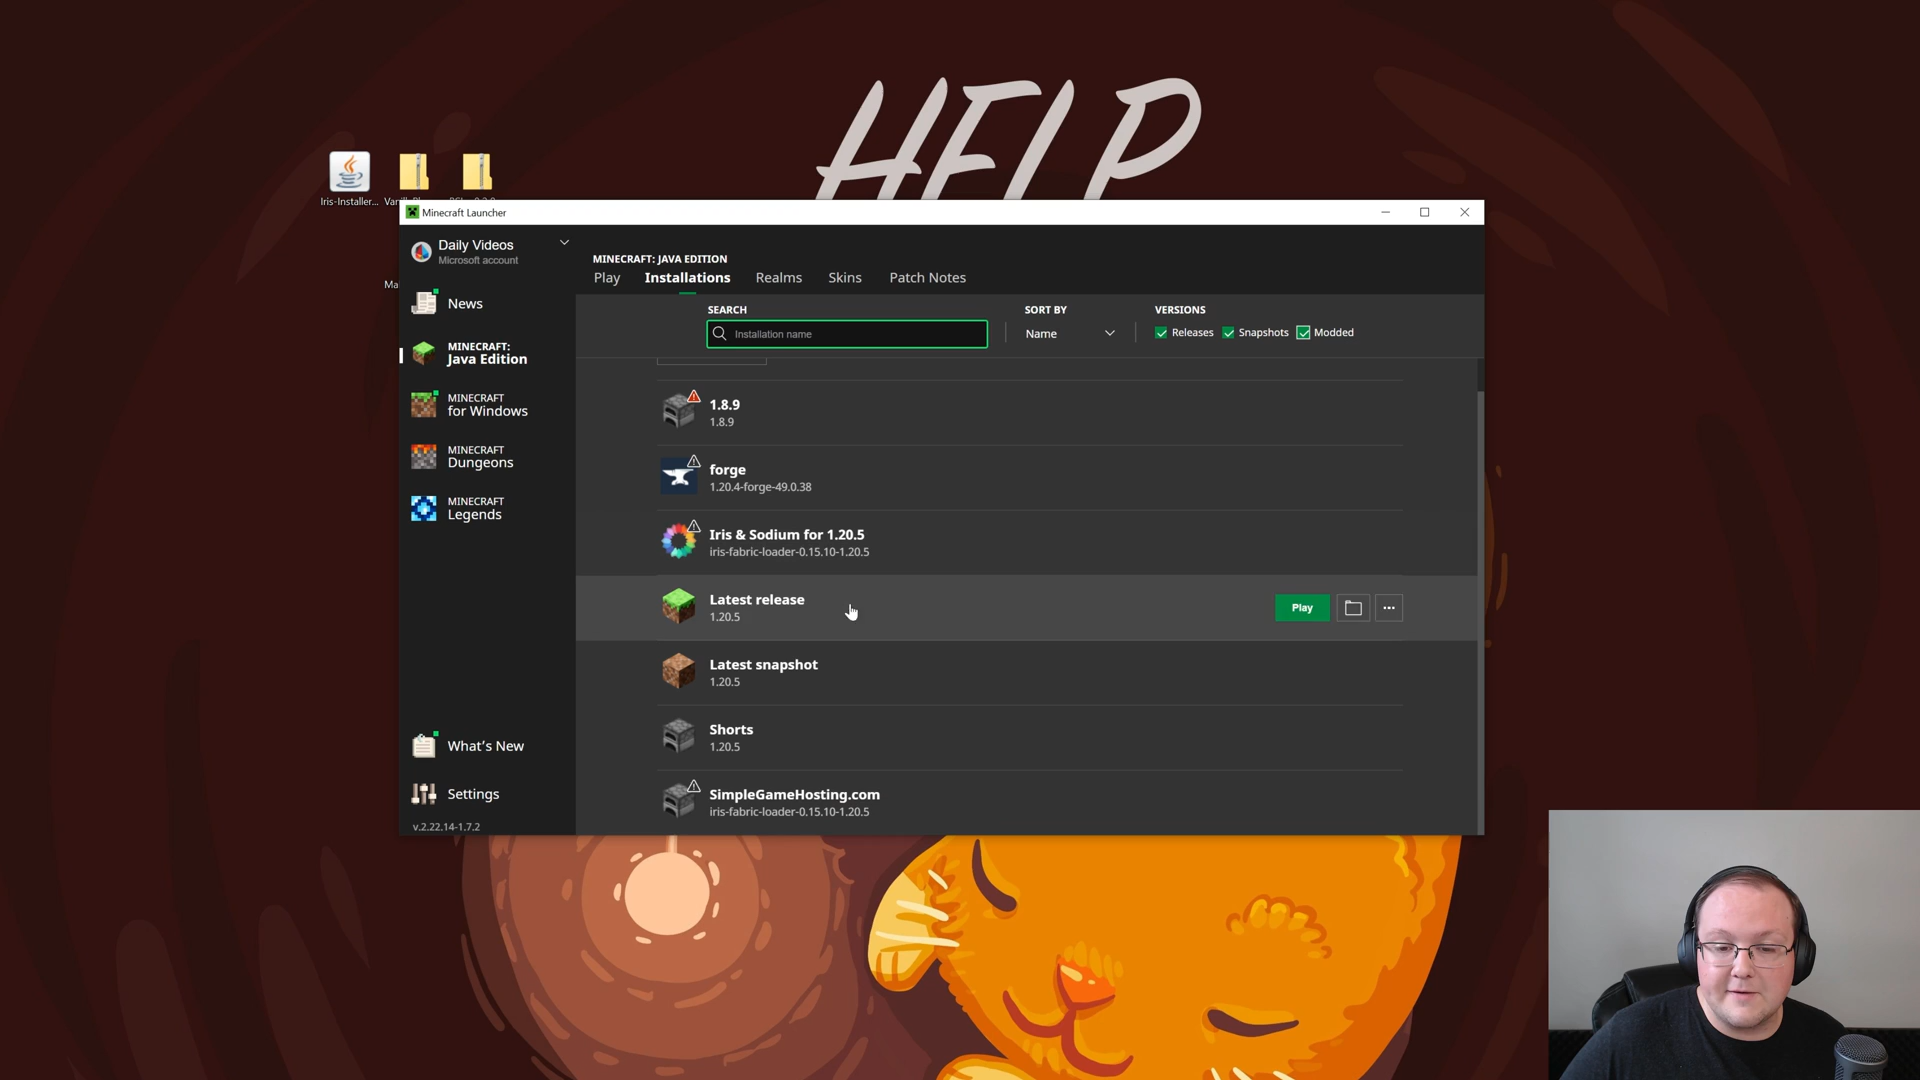 HELP
Iris-Installer...
Minecraft Launcher
Daily Videos
Microsoft account
News
MINECRAFT:
Java Edition
MINECRAFT
for Windows
MINECRAFT
Dungeons
MINECRAFT
Legends
What's New
Settings
v.2.22.14-1.7.2
MINECRAFT: JAVA EDITION
Play Installations Realms Skins Patch Notes
SEARCH
Installation name
SORT BY
Name
VERSIONS
Releases Snapshots Modded
1.8.9
1.8.9
forge
1.20.4-forge-49.0.38
Iris & Sodium for 1.20.5
iris-fabric-loader-0.15.10-1.20.5
Latest release
1.20.5
Play
Latest snapshot
1.20.5
Shorts
1.20.5
SimpleGameHosting.com
iris-fabric-loader-0.15.10-1.20.5